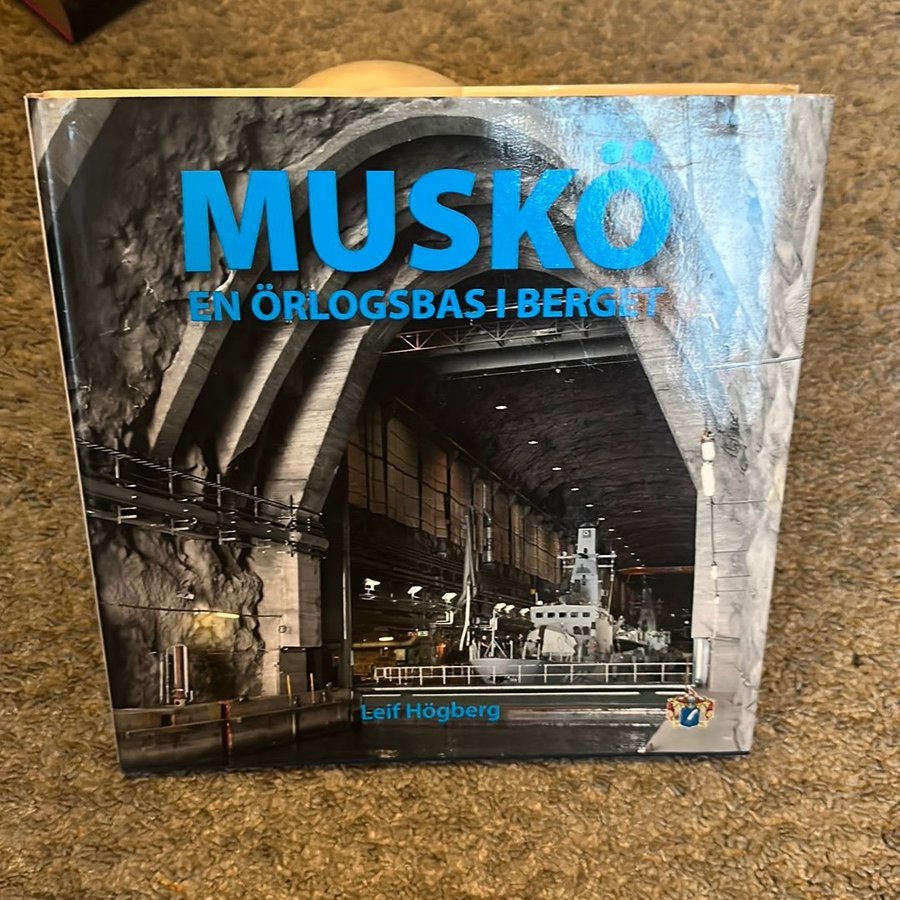 MUSKÖ
EN ÖRLOGSBAS I BERGET
Leif Högberg